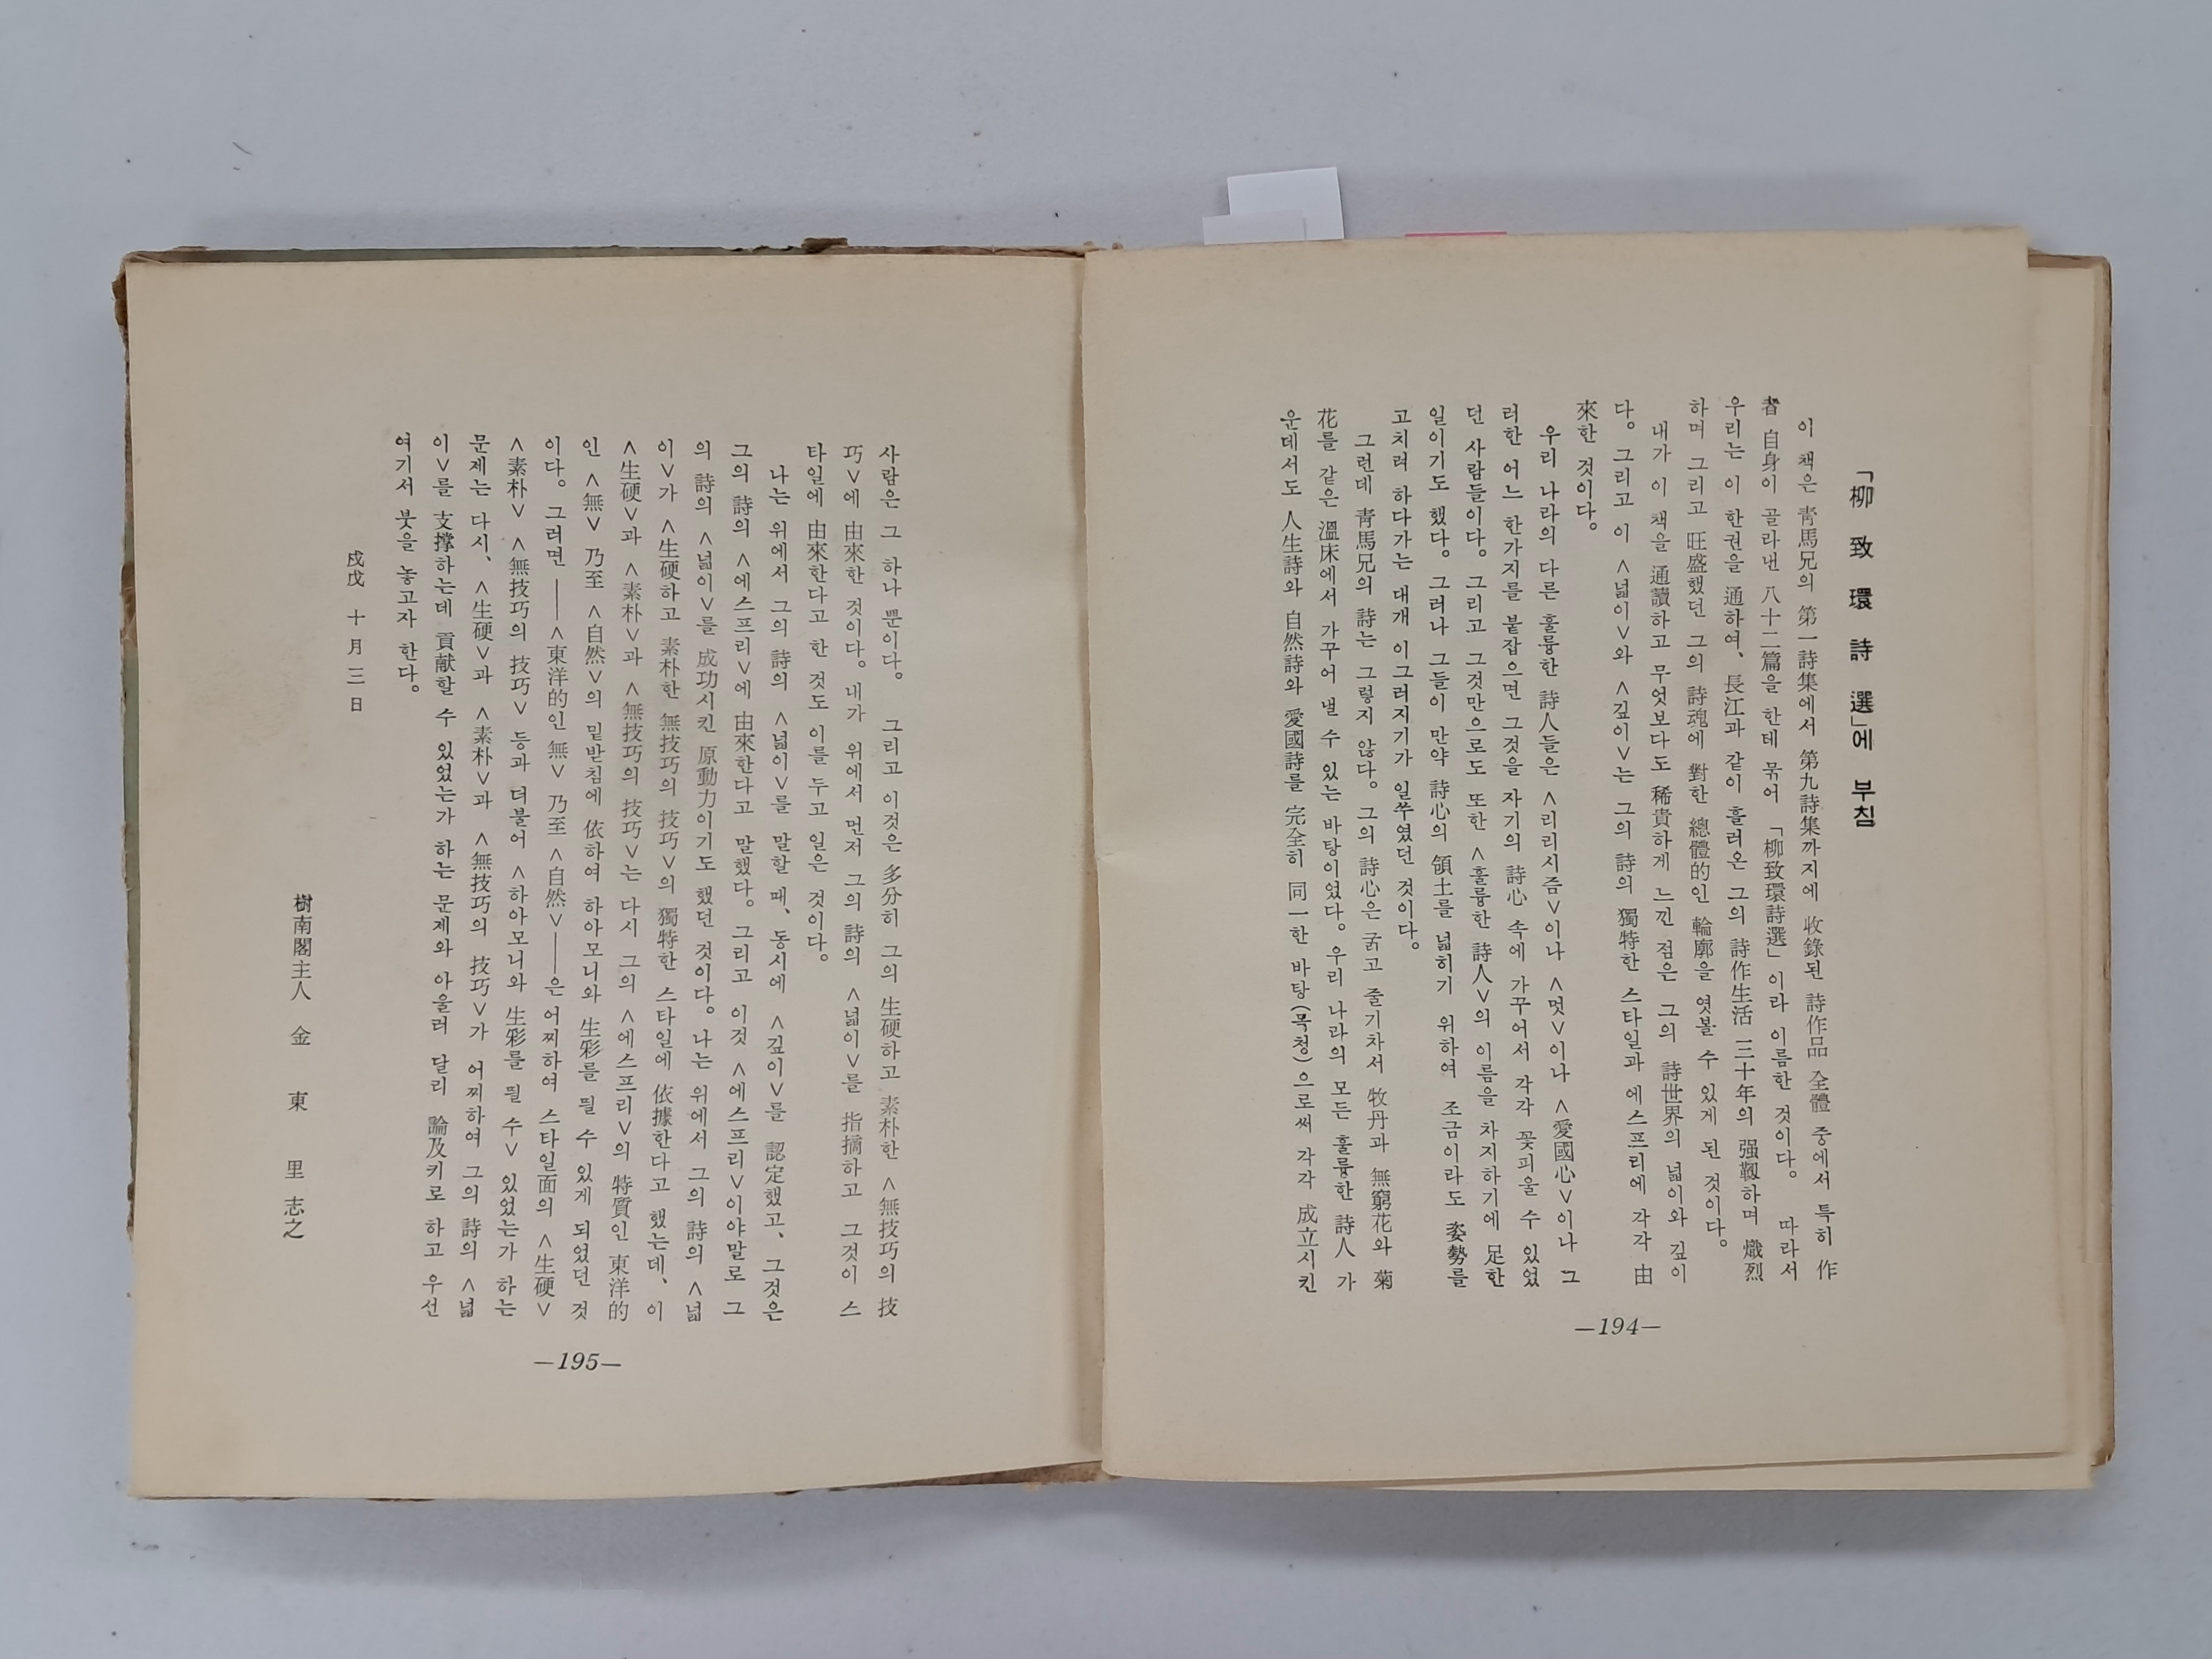 「柳致環詩選」에 부침
이 책은 靑馬兄의 第一詩集에서 第九詩集까지에 收錄된 詩作品 全體 중에서 특히 作
者 自身이 골라낸 八十二篇을 한테 묶어 「柳致環詩選」이라 이름한 것이다. 따라서
우리는 이 한권을 通하여、 長江과 같이 흘러온 그의 詩作生活 三十年의 强靱하며 熾烈
하며 그리고 旺盛했던 그의 詩魂에 對한 總體的인 輪廓을 엿볼 수 있게 된 것이다.
내가 이 책을 通讀하고 무엇보다도 稀貴하게 느낀 점은 그의 詩世界의 넓이와 깊이
다. 그리고 이 <넓이>와 <깊이>는 그의 詩의 獨特한 스타일과 에스프리에 각각 由
來한 것이다.
우리 나라의 다른 훌륭한 詩人들은 <리리시즘>이나 <멋>이나 <愛國心>이나 그
러한 어느 한가지를 붙잡으면 그것을 자기의 詩心 속에 가꾸어서 각각 꽃피울 수 있었
던 사람들이다. 그리고 그것만으로도 또한 <훌륭한 詩人>의 이름을 차지하기에 足한
일이기도 했다. 그러나 그들이 만약 詩心의 領土를 넓히기 위하여 조금이라도 姿勢를
고치려 하다가는 대개 이그러지기가 일쑤였던 것이다.
그런데 靑馬兄의 詩는 그렇지 않다. 그의 詩心은 굵고 줄기차서 牧丹과 無窮花와 菊
花를 같은 溫床에서 가꾸어 낼 수 있는 바탕이었다. 우리 나라의 모든 훌륭한 詩人 가
운데서도 人生詩와 自然詩와 愛國詩를 完全히 同一한 바탕(목청)으로써 각각 成立시킨
—194—
사람은 그 하나 뿐이다. 그리고 이것은 多分히 그의 生硬하고 素朴한 <無技巧의 技
巧>에 由來한 것이다. 내가 위에서 먼저 그의 詩의 <넓이>를 指摘하고 그것이 스
타일에 由來한다고 한 것도 이를 두고 일은 것이다.
나는 위에서 그의 詩의 <넓이>를 말할 때、 동시에 <깊이>를 認定했고、 그것은
그의 詩의 <에스프리>에 由來한다고 말했다. 그리고 이것 <에스프리>이야말로 그
의 詩의 <넓이>를 成功시킨 原動力이기도 했던 것이다. 나는 위에서 그의 詩의 <넓
이>가 <生硬하고 素朴한 無技巧의 技巧>의 獨特한 스타일에 依據한다고 했는데、 이
<生硬>과 <素朴>과 <無技巧의 技巧>는 다시 그의 <에스프리>의 特質인 東洋的
인 <無> 乃至 <自然>의 밑받침에 依하여 하아모니와 生彩를 띌 수 있게 되었던 것
이다. 그러면 ——<東洋的인 無> 乃至 <自然>——은 어찌하여 스타일面의 <生硬>
<素朴> <無技巧의 技巧> 등과 더불어 <하아모니와 生彩를 띌 수> 있었는가 하는
문제는 다시、 <生硬>과 <素朴>과 <無技巧의 技巧>가 어찌하여 그의 詩의 <넓
이>를 支撑하는데 貢献할 수 있었는가 하는 문제와 아울러 달리 論及키로 하고 우선
여기서 붓을 놓고자 한다.
戍戊 十月三日
樹南閣主人 金東里志之
—195—